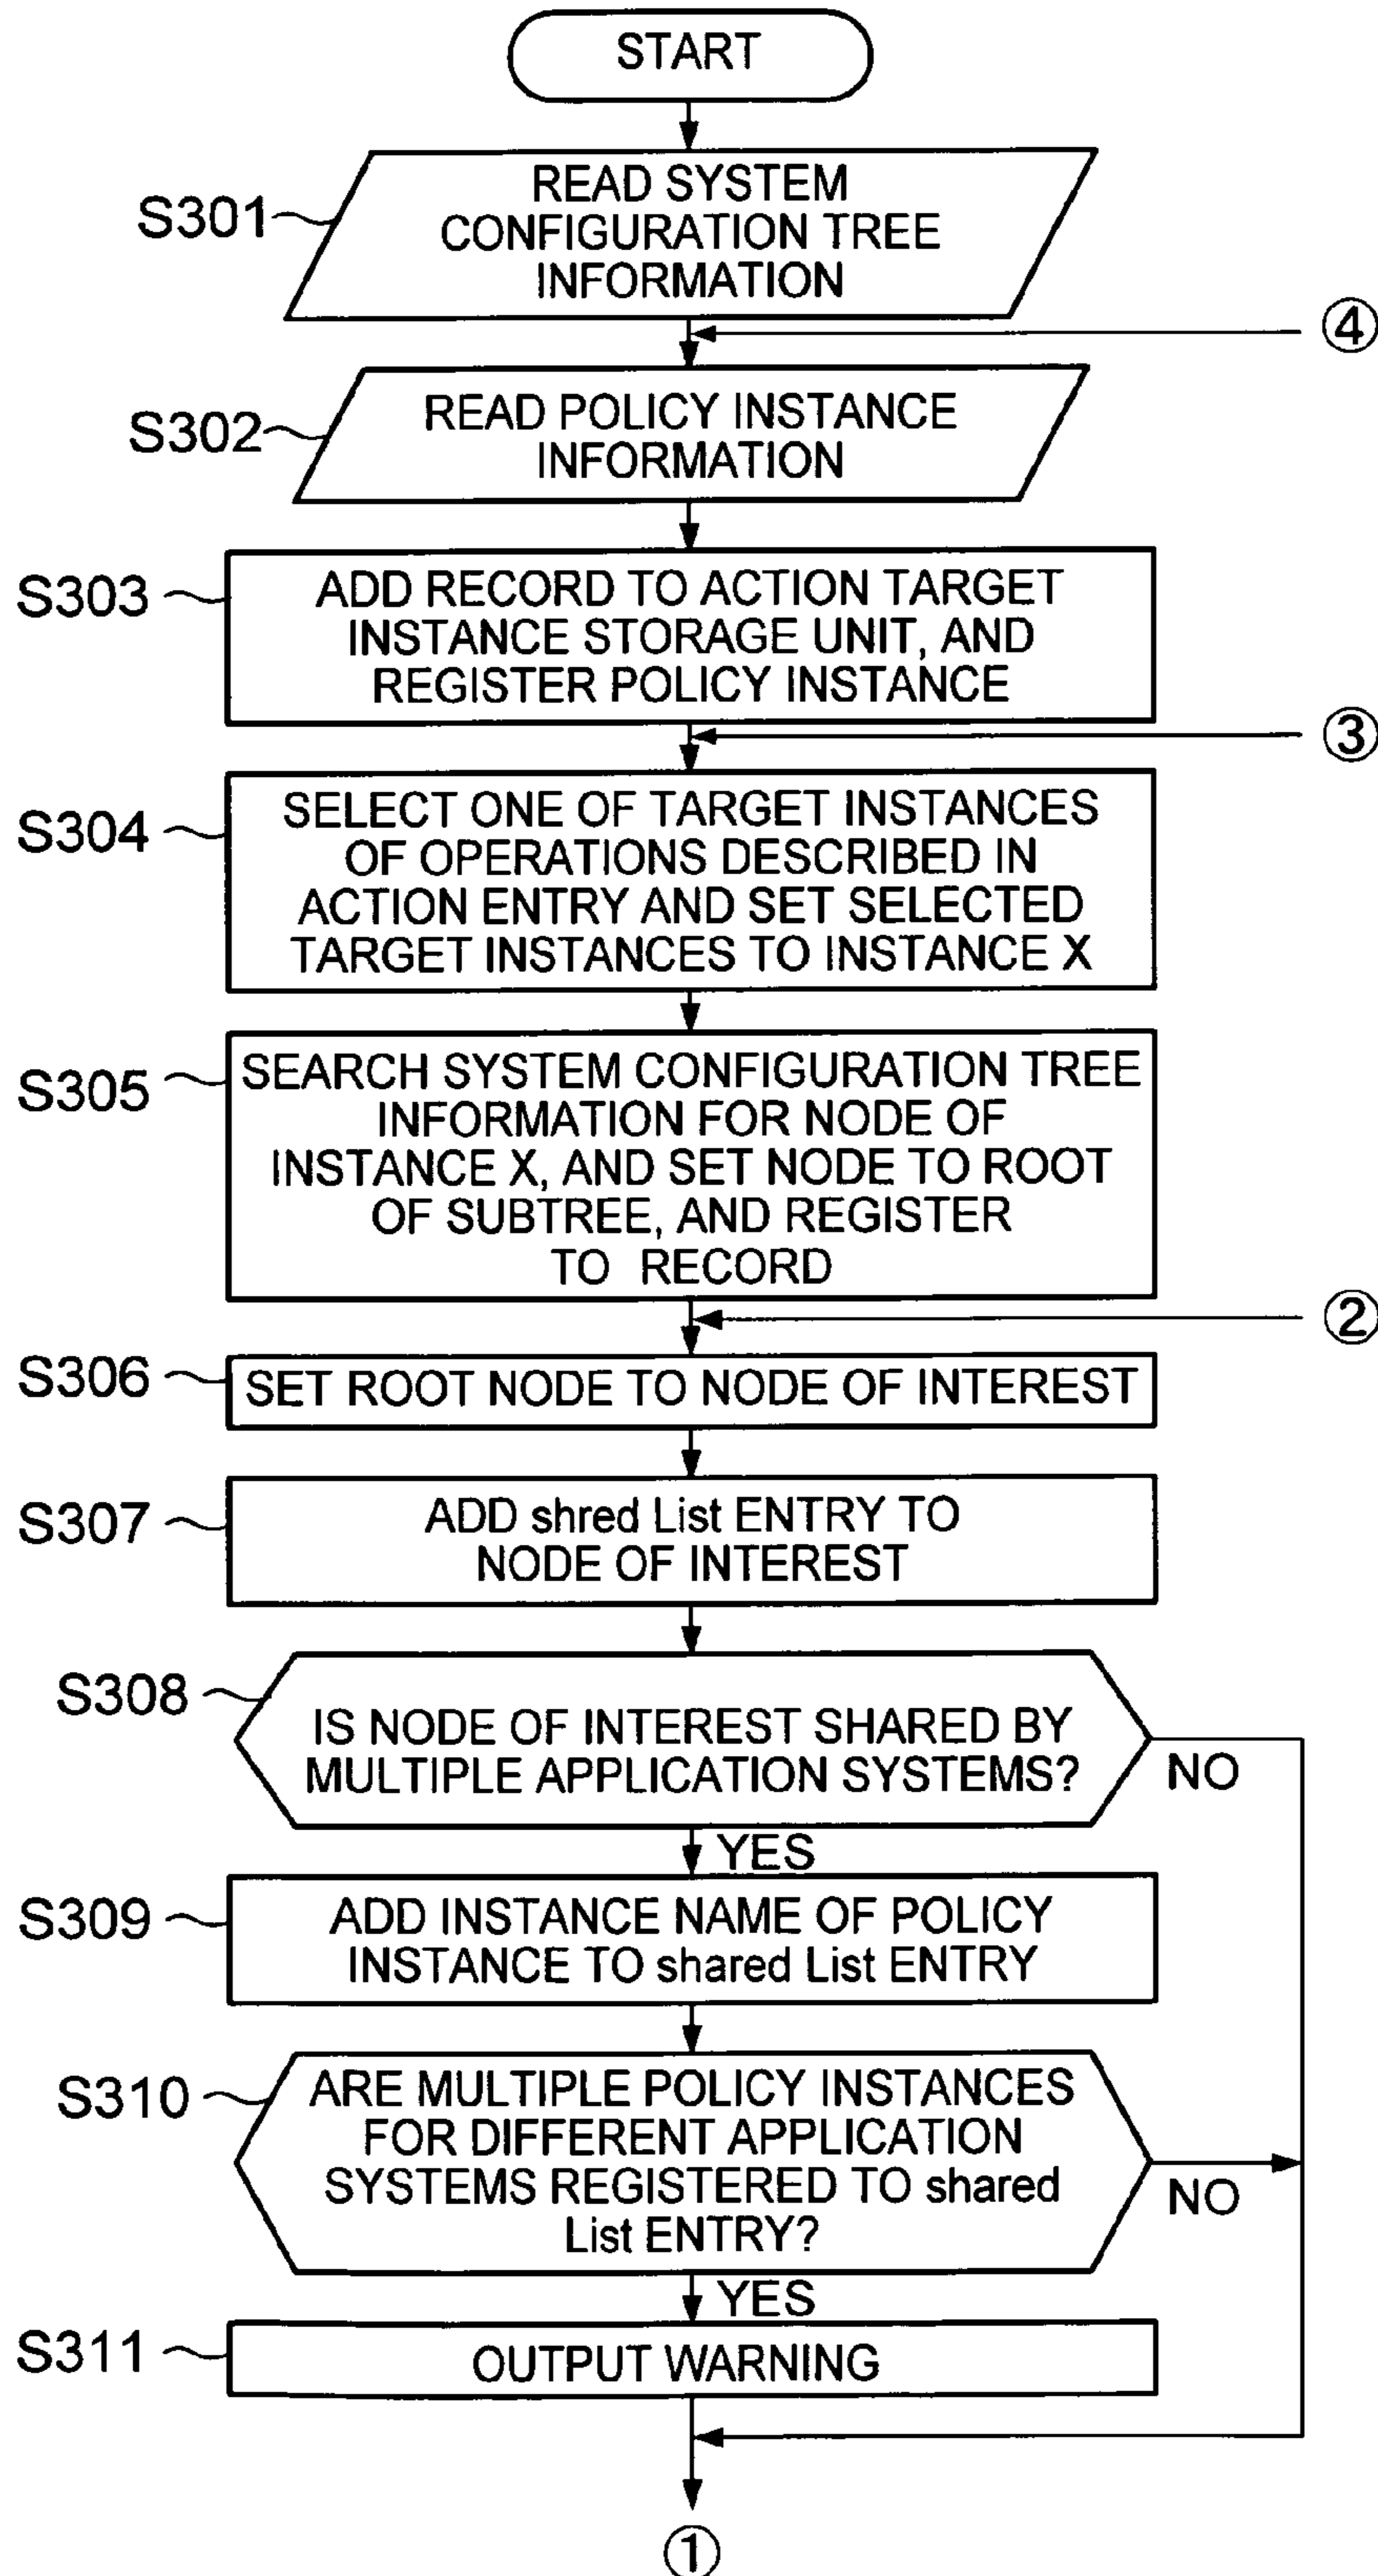 START
S301
READ SYSTEM
CONFIGURATION TREE
INFORMATION
④
S302
READ POLICY INSTANCE
INFORMATION
S303
ADD RECORD TO ACTION TARGET
INSTANCE STORAGE UNIT, AND
REGISTER POLICY INSTANCE
③
S304
SELECT ONE OF TARGET INSTANCES
OF OPERATIONS DESCRIBED IN
ACTION ENTRY AND SET SELECTED
TARGET INSTANCES TO INSTANCE X
S305
SEARCH SYSTEM CONFIGURATION TREE
INFORMATION FOR NODE OF
INSTANCE X, AND SET NODE TO ROOT
OF SUBTREE, AND REGISTER
TO RECORD
②
S306
SET ROOT NODE TO NODE OF INTEREST
S307
ADD shred List ENTRY TO
NODE OF INTEREST
S308
IS NODE OF INTEREST SHARED BY
MULTIPLE APPLICATION SYSTEMS?
NO
YES
S309
ADD INSTANCE NAME OF POLICY
INSTANCE TO shared List ENTRY
S310
ARE MULTIPLE POLICY INSTANCES
FOR DIFFERENT APPLICATION
SYSTEMS REGISTERED TO shared
List ENTRY?
NO
YES
S311
OUTPUT WARNING
①